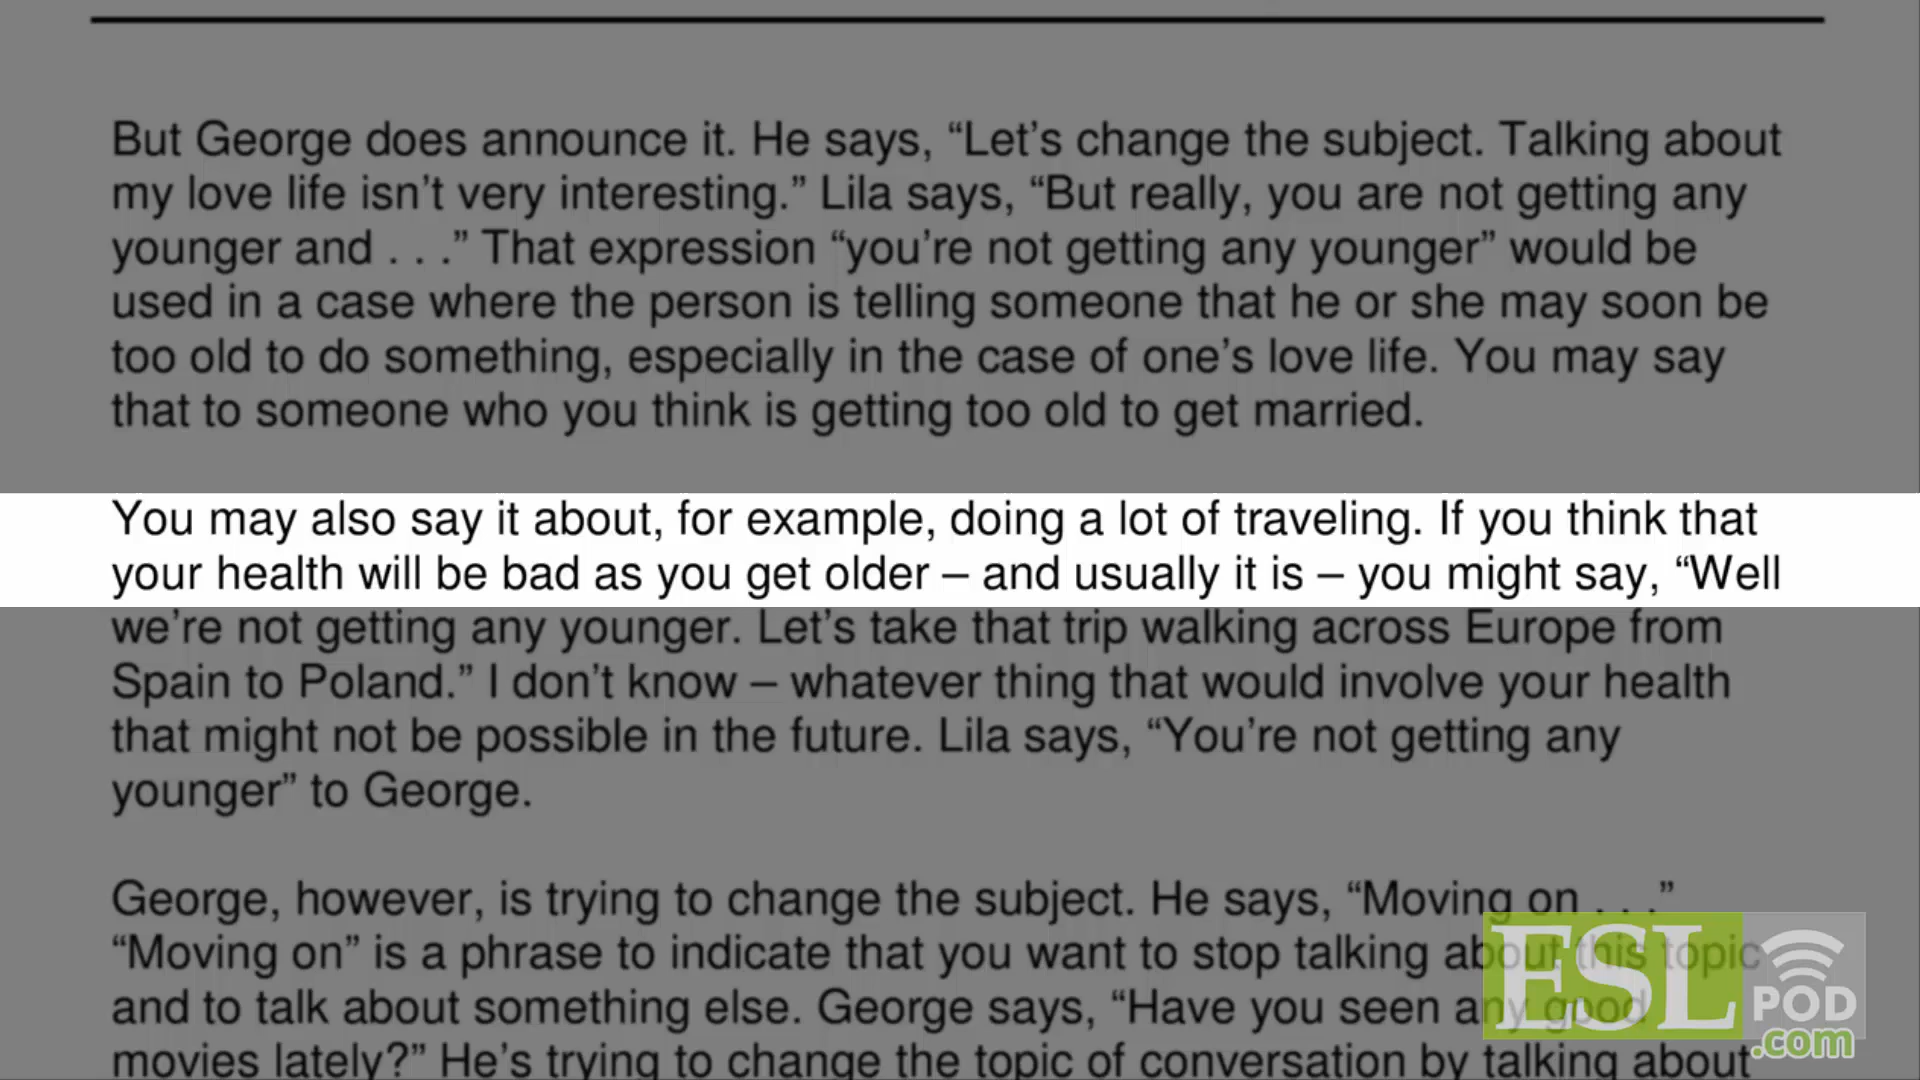 But George does announce it. He says, “Let’s change the subject. Talking about
my love life isn’t very interesting.” Lila says, “But really, you are not getting any
younger and . . .” That expression “you’re not getting any younger” would be
used in a case where the person is telling someone that he or she may soon be
too old to do something, especially in the case of one’s love life. You may say
that to someone who you think is getting too old to get married.
You may also say it about, for example, doing a lot of traveling. If you think that
your health will be bad as you get older – and usually it is – you might say, “Well
we’re not getting any younger. Let’s take that trip walking across Europe from
Spain to Poland.” I don’t know – whatever thing that would involve your health
that might not be possible in the future. Lila says, “You’re not getting any
younger” to George.
George, however, is trying to change the subject. He says, “Moving on . . .”
“Moving on” is a phrase to indicate that you want to stop talking about this topic
and to talk about something else. George says, “Have you seen any good
movies lately?” He’s trying to change the topic of conversation by talking about
ESL
POD
.com